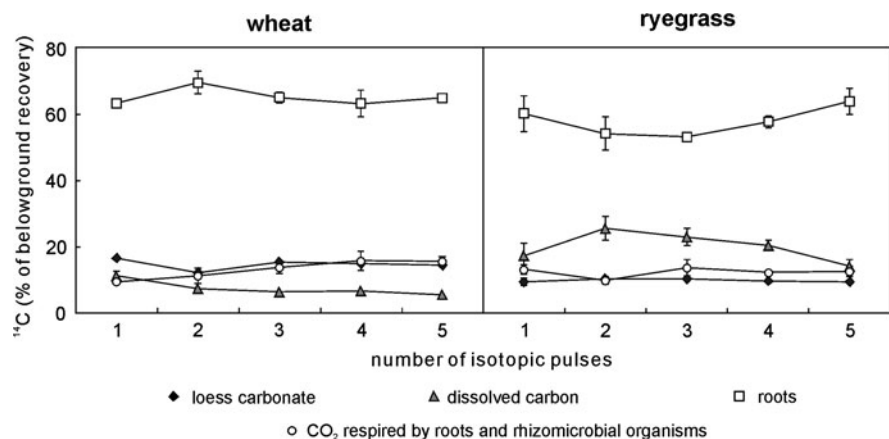 wheat ryegrass
¹⁴C (% of belowground recovery)
80
60
40
20
0
1 2 3 4 5 1 2 3 4 5
number of isotopic pulses
loess carbonate dissolved carbon roots
CO₂ respired by roots and rhizomicrobial organisms